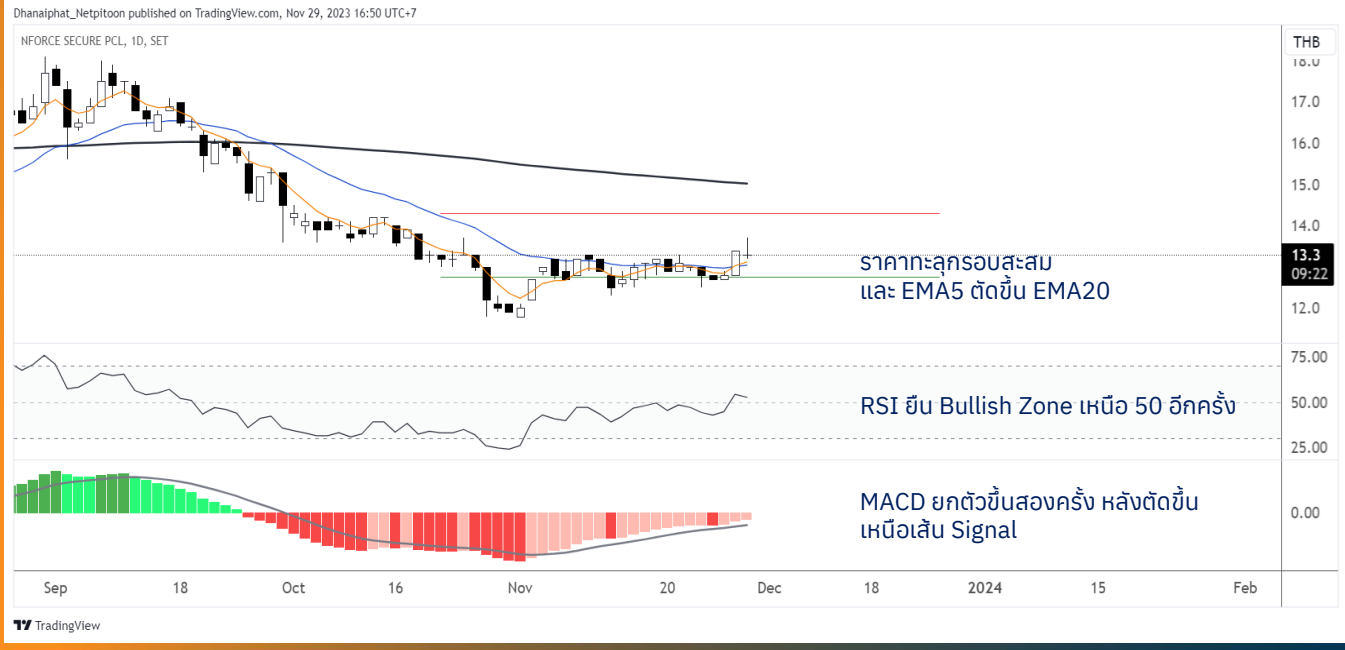 Dhanaiphat_Netpitoon published on TradingView.com, Nov 29, 2023 16:50 UTC+7
NFORCE SECURE PCL, 1D, SET
THB
18.0
17.0
16.0
15.0
14.0
13.3
09:22
12.0
ราคาทะลุกรอบสะสม
และ EMA5 ตัดขึ้น EMA20
75.00
50.00
25.00
RSI ยืน Bullish Zone เหนือ 50 อีกครั้ง
MACD ยกตัวขึ้นสองครั้ง หลังตัดขึ้น
เหนือเส้น Signal
0.00
Sep 18 Oct 16 Nov 20 Dec 18 2024 15 Feb
TradingView